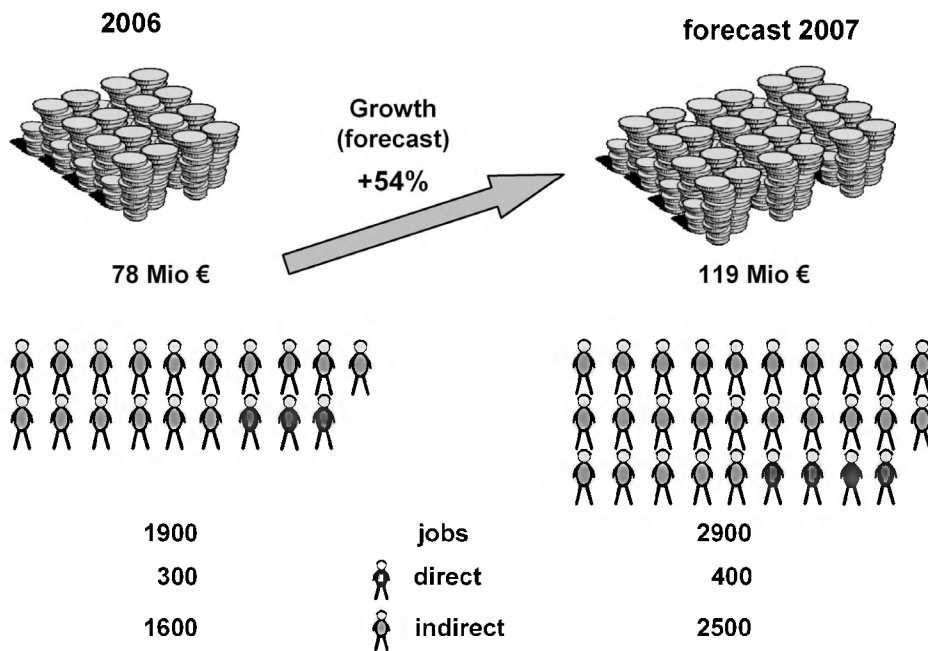 2006
forecast 2007
Growth
(forecast)
+54%
78 Mio €
119 Mio €
1900 jobs 2900
300 direct 400
1600 indirect 2500